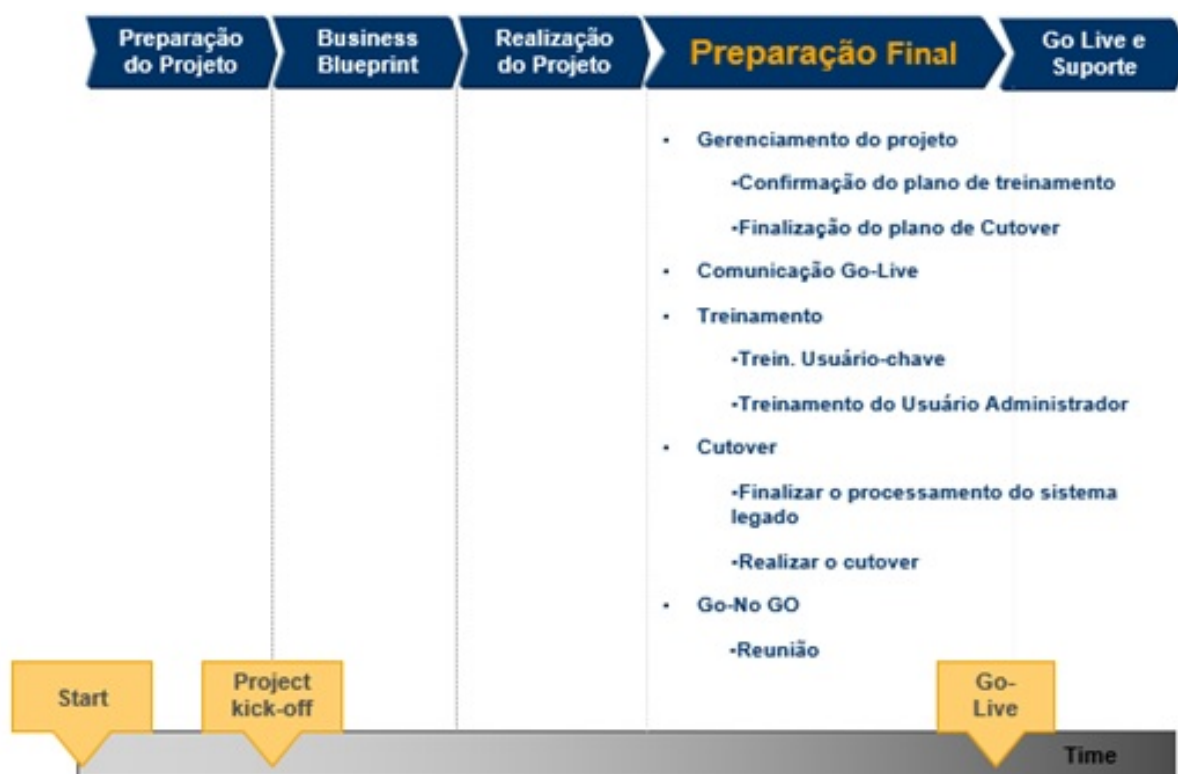 Preparação
do Projeto
Business
Blueprint
Realização
do Projeto
Preparação Final
Go Live e
Suporte
• Gerenciamento do projeto
•Confirmação do plano de treinamento
•Finalização do plano de Cutover
• Comunicação Go-Live
• Treinamento
•Trein. Usuário-chave
•Treinamento do Usuário Administrador
• Cutover
•Finalizar o processamento do sistema
legado
•Realizar o cutover
• Go-No GO
•Reunião
Start
Project
kick-off
Go-
Live
Time